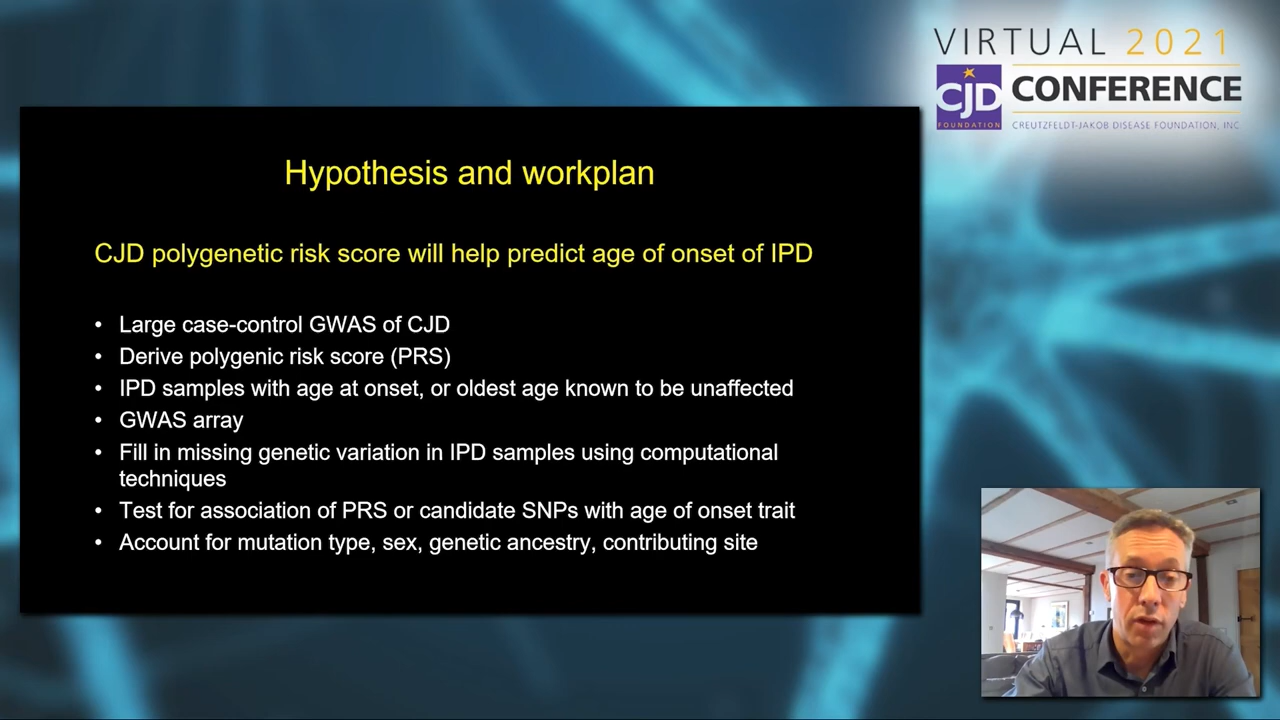 VIRTUAL 2021
CJD
FOUNDATION
CONFERENCE
CREUTZFELDT-JAKOB DISEASE FOUNDATION, INC
Hypothesis and workplan
CJD polygenetic risk score will help predict age of onset of IPD
• Large case-control GWAS of CJD
• Derive polygenic risk score (PRS)
• IPD samples with age at onset, or oldest age known to be unaffected
• GWAS array
• Fill in missing genetic variation in IPD samples using computational
techniques
• Test for association of PRS or candidate SNPs with age of onset trait
• Account for mutation type, sex, genetic ancestry, contributing site